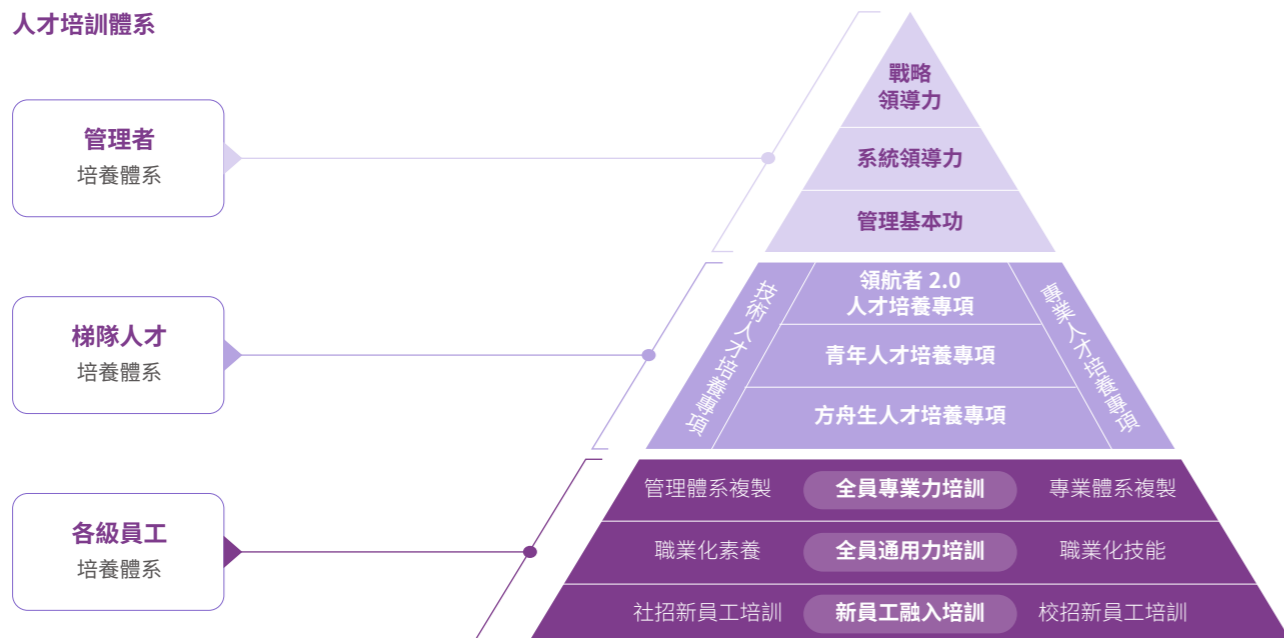 人才培訓體系
管理者
培養體系
戰略
領導力
系統領導力
管理基本功
梯隊人才
培養體系
技術人才培養專項
領航者 2.0
人才培養專項
青年人才培養專項
方舟生人才培養專項
專業人才培養專項
各級員工
培養體系
管理體系複製 全員專業力培訓 專業體系複製
職業化素養 全員通用力培訓 職業化技能
社招新員工培訓 新員工融入培訓 校招新員工培訓